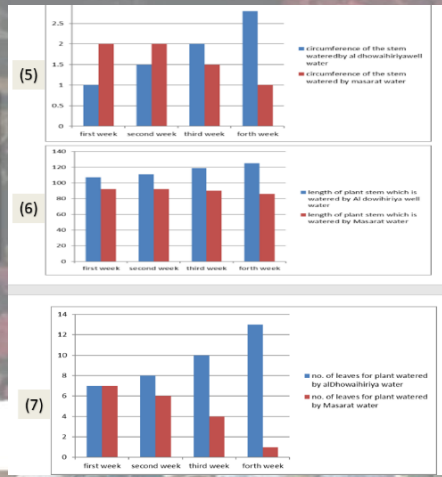 (5)
2.5
2
1.5
1
0.5
0
first week second week third week forth week
circumference of the stem
wateredby al dhowaihiriyawell
water
circumference of the stem
watered by masarat water
(6)
140
120
100
80
60
40
20
0
first week second week third week forth week
length of plant stem which is
watered by Al dowihiriya well
water
length of plant stem which is
watered by Masarat water
(7)
14
12
10
8
6
4
2
0
first week second week third week forth week
no. of leaves for plant watered
by alDhowaihiriya water
no. of leaves for plant watered
by Masarat water